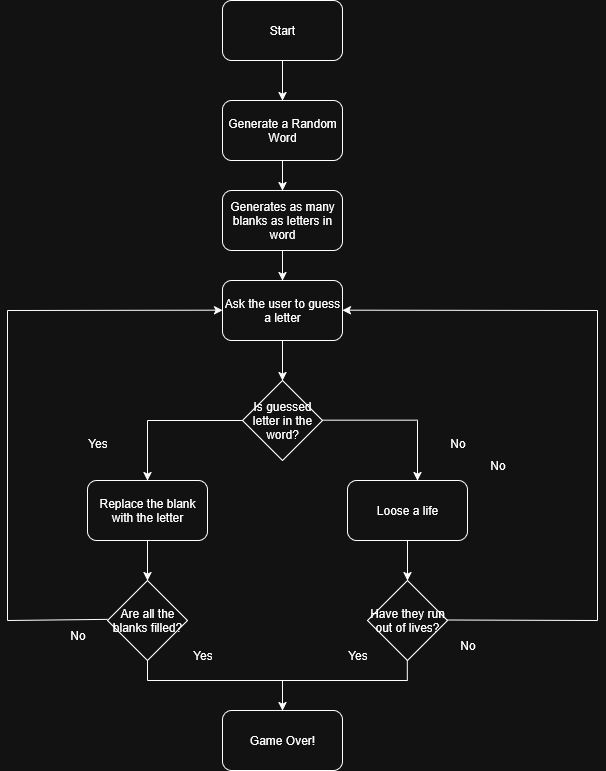 Start
Generate a Random
Word
Generates as many
blanks as letters in
word
Ask the user to guess
a letter
Is guessed
letter in the
word?
Yes
No
No
Replace the blank
with the letter
Loose a life
Are all the
blanks filled?
Have they run
out of lives?
No
Yes
Yes
No
Game Over!